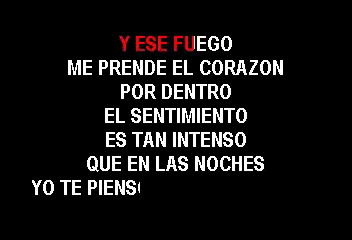 Y ESE FUEGO
ME PRENDE EL CORAZON
POR DENTRO
EL SENTIMIENTO
ES TAN INTENSO
QUE EN LAS NOCHES
YO TE PIENS